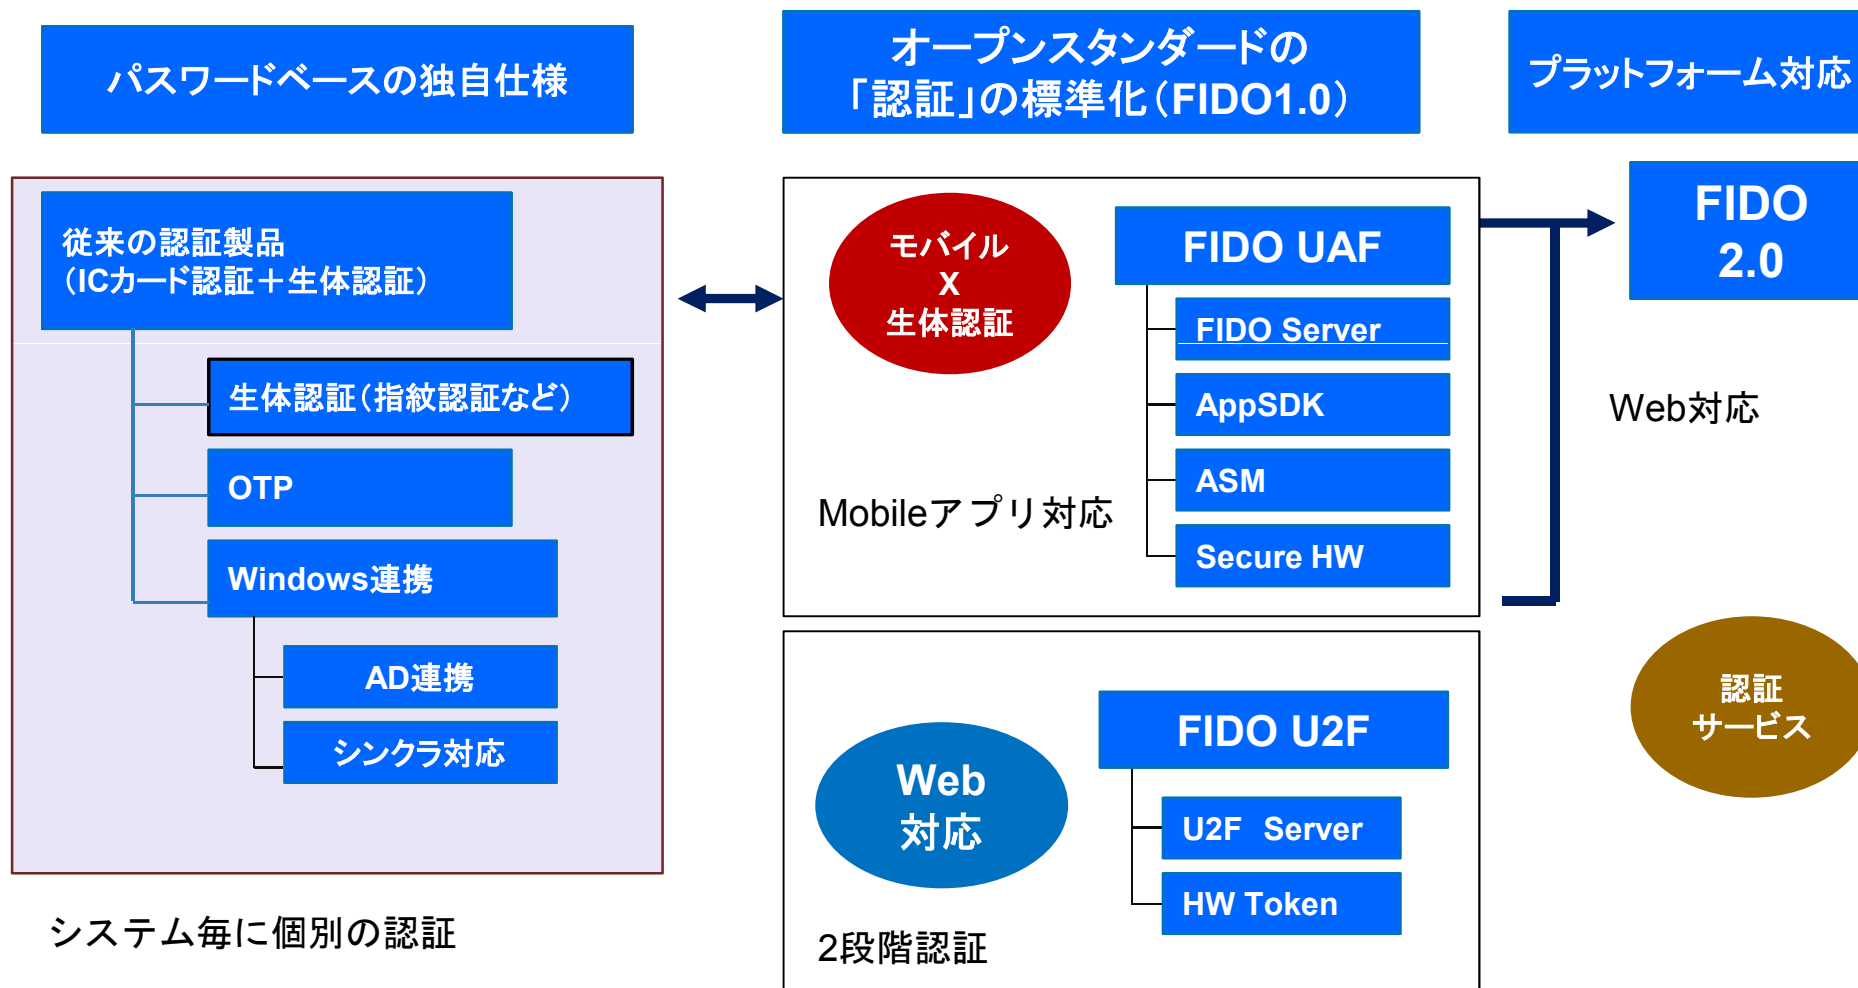 パスワードベースの独自仕様
オープンスタンダードの
「認証」の標準化（FIDO1.0）
プラットフォーム対応
従来の認証製品
（ICカード認証＋生体認証）
生体認証（指紋認証など）
OTP
Windows連携
AD連携
シンクラ対応
システム毎に個別の認証
モバイル
X
生体認証
FIDO UAF
FIDO Server
AppSDK
ASM
Secure HW
Mobileアプリ対応
Web
対応
FIDO U2F
U2F　Server
HW Token
2段階認証
FIDO
2.0
Web対応
認証
サービス